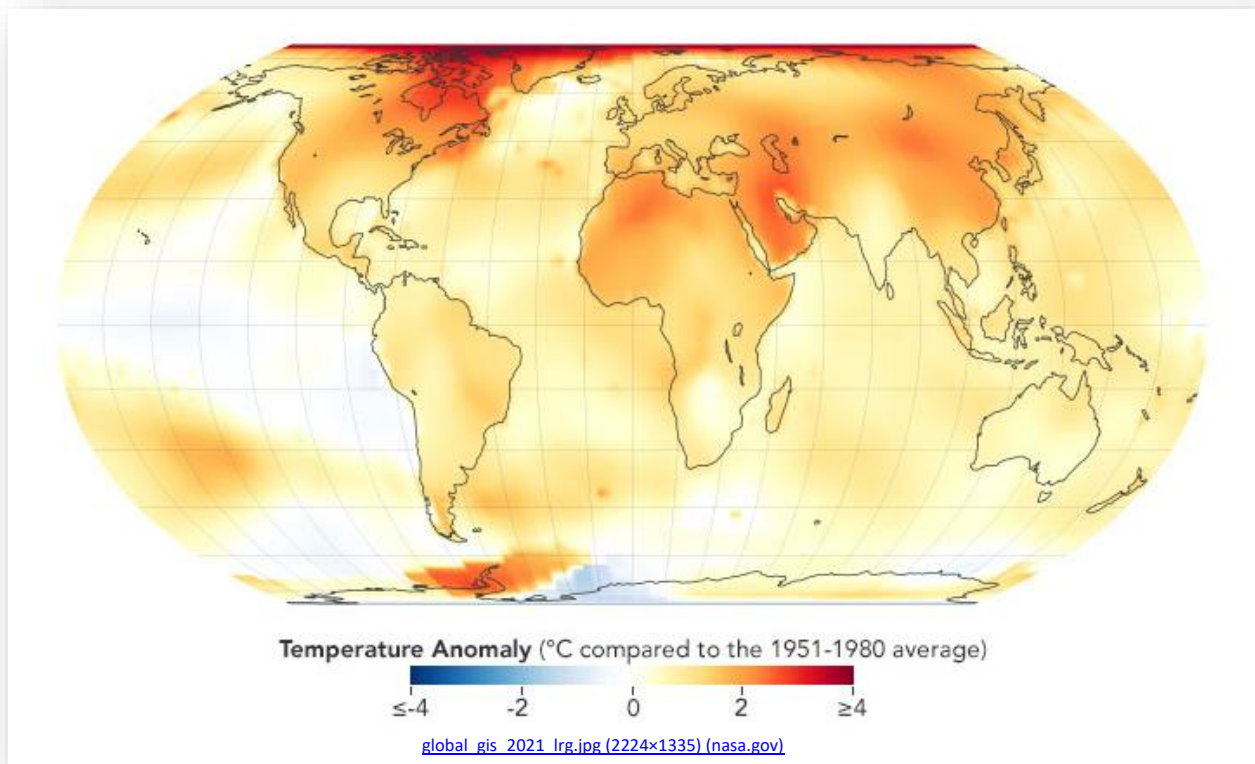 Temperature Anomaly (°C compared to the 1951-1980 average)
≤-4 -2 0 2 ≥4
global_gis_2021_lrg.jpg (2224×1335) (nasa.gov)